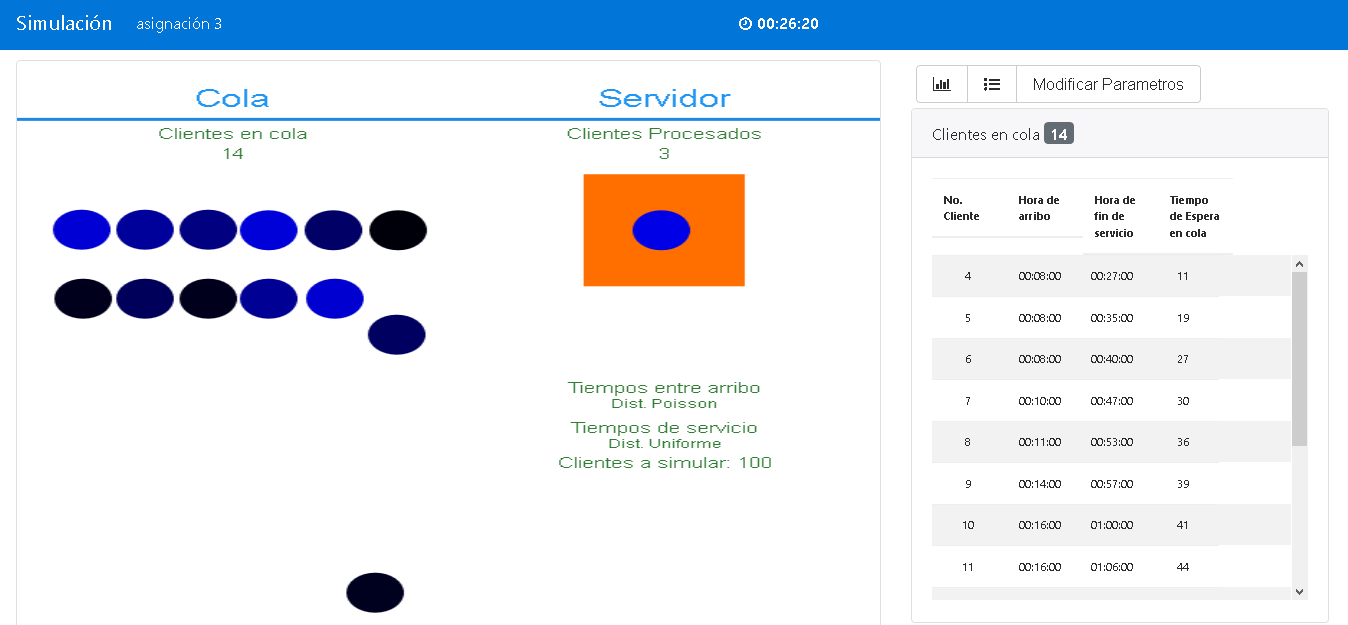 Simulación asignación 3 00:26:20
Cola
Clientes en cola
14
Servidor
Clientes Procesados
3
Tiempos entre arribo
Dist. Poisson
Tiempos de servicio
Dist. Uniforme
Clientes a simular: 100
Modificar Parametros
Clientes en cola 14
No. Cliente Hora de arribo Hora de fin de servicio Tiempo de Espera en cola
4 00:08:00 00:27:00 11
5 00:08:00 00:35:00 19
6 00:08:00 00:40:00 27
7 00:10:00 00:47:00 30
8 00:11:00 00:53:00 36
9 00:14:00 00:57:00 39
10 00:16:00 01:00:00 41
11 00:16:00 01:06:00 44